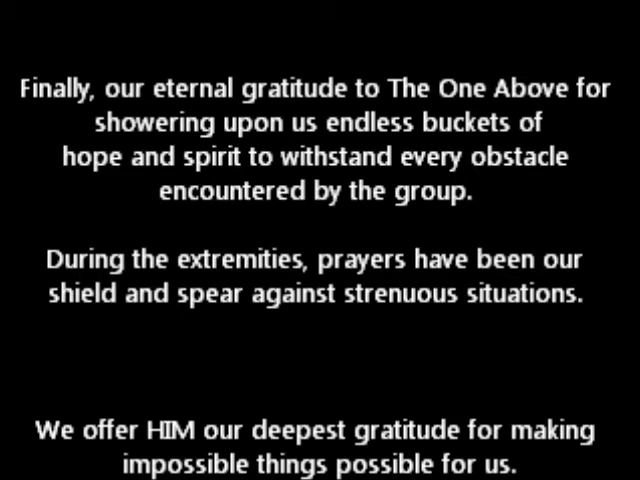 Finally, our eternal gratitude to The One Above for
showering upon us endless buckets of
hope and spirit to withstand every obstacle
encountered by the group.
During the extremities, prayers have been our
shield and spear against strenuous situations.
We offer HIM our deepest gratitude for making
impossible things possible for us.